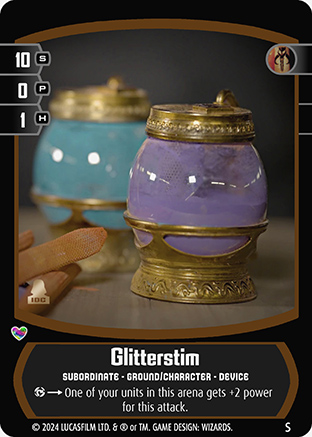 10 S
0 P
1 H
IDC
Glitterstim
SUBORDINATE - GROUND/CHARACTER - DEVICE
One of your units in this arena gets +2 power
for this attack.
© 2024 LUCASFILM LTD. & ® or TM. GAME DESIGN: WIZARDS.
S